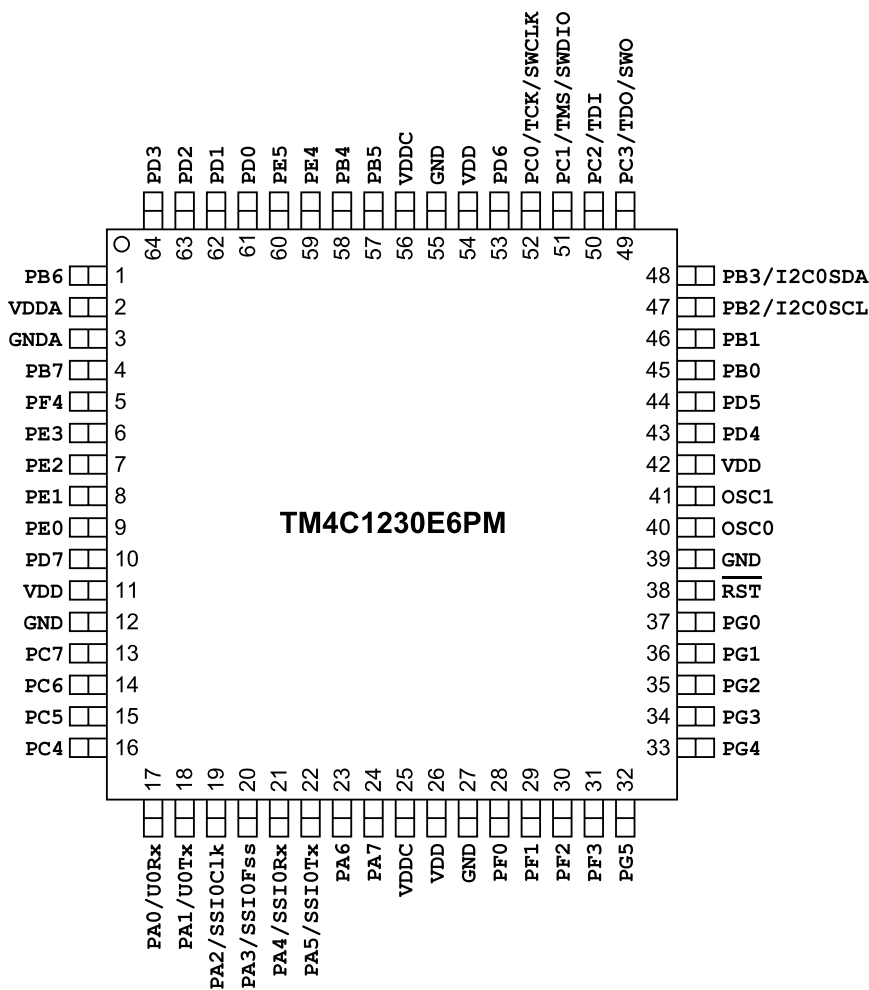 PD3
PD2
PD1
PD0
PE5
PE4
PB4
PB5
VDDC
GND
VDD
PD6
PC0/TCK/SWCLK
PC1/TMS/SWDIO
PC2/TDI
PC3/TDO/SWO
64
63
62
61
60
59
58
57
56
55
54
53
52
51
50
49
PB6 1
VDDA 2
GNDA 3
PB7 4
PF4 5
PE3 6
PE2 7
PE1 8
PE0 9
PD7 10
VDD 11
GND 12
PC7 13
PC6 14
PC5 15
PC4 16
TM4C1230E6PM
48 PB3/I2C0SDA
47 PB2/I2C0SCL
46 PB1
45 PB0
44 PD5
43 PD4
42 VDD
41 OSC1
40 OSC0
39 GND
38 RST
37 PG0
36 PG1
35 PG2
34 PG3
33 PG4
17
18
19
20
21
22
23
24
25
26
27
28
29
30
31
32
PA0/U0Rx
PA1/U0Tx
PA2/SSI0Clk
PA3/SSI0Fss
PA4/SSI0Rx
PA5/SSI0Tx
PA6
PA7
VDDC
VDD
GND
PF0
PF1
PF2
PF3
PG5